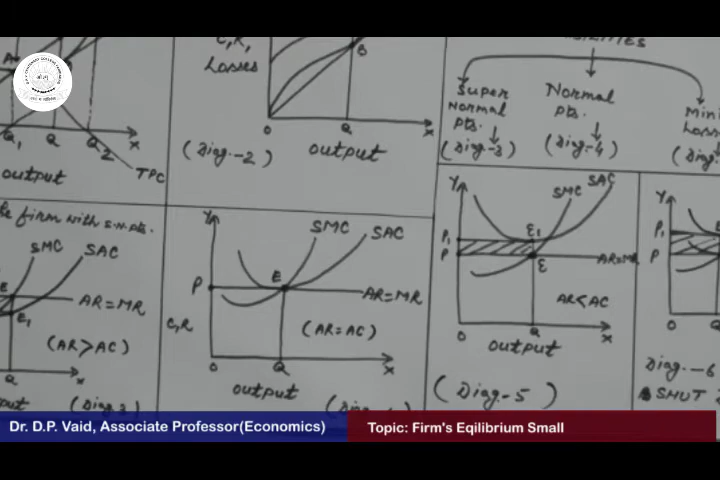 Q1
Q
Q2
X
output
TPC
C, R,
Losses
B
O
Q
X
(Diag.-2)
output
Super
Normal
pts.
(Diag-3)
Normal
pts.
(Diag-4)
firm with s.n.pts.
SMC
SAC
E
E1
AR=MR
(AR>AC)
Q
X
(Diag.3
Y
SMC
SAC
P
E
AR=MR
C,R
(AR=AC)
O
Q
X
output
Y
P1
P
SMC
SAC
E1
E
AR=MR
AR<AC
O
Q
X
output
(Diag-5)
Y
P1
P
O
Q
Diag.-6
SHUT
Dr. D.P. Vaid, Associate Professor(Economics)
Topic: Firm's Eqilibrium Small